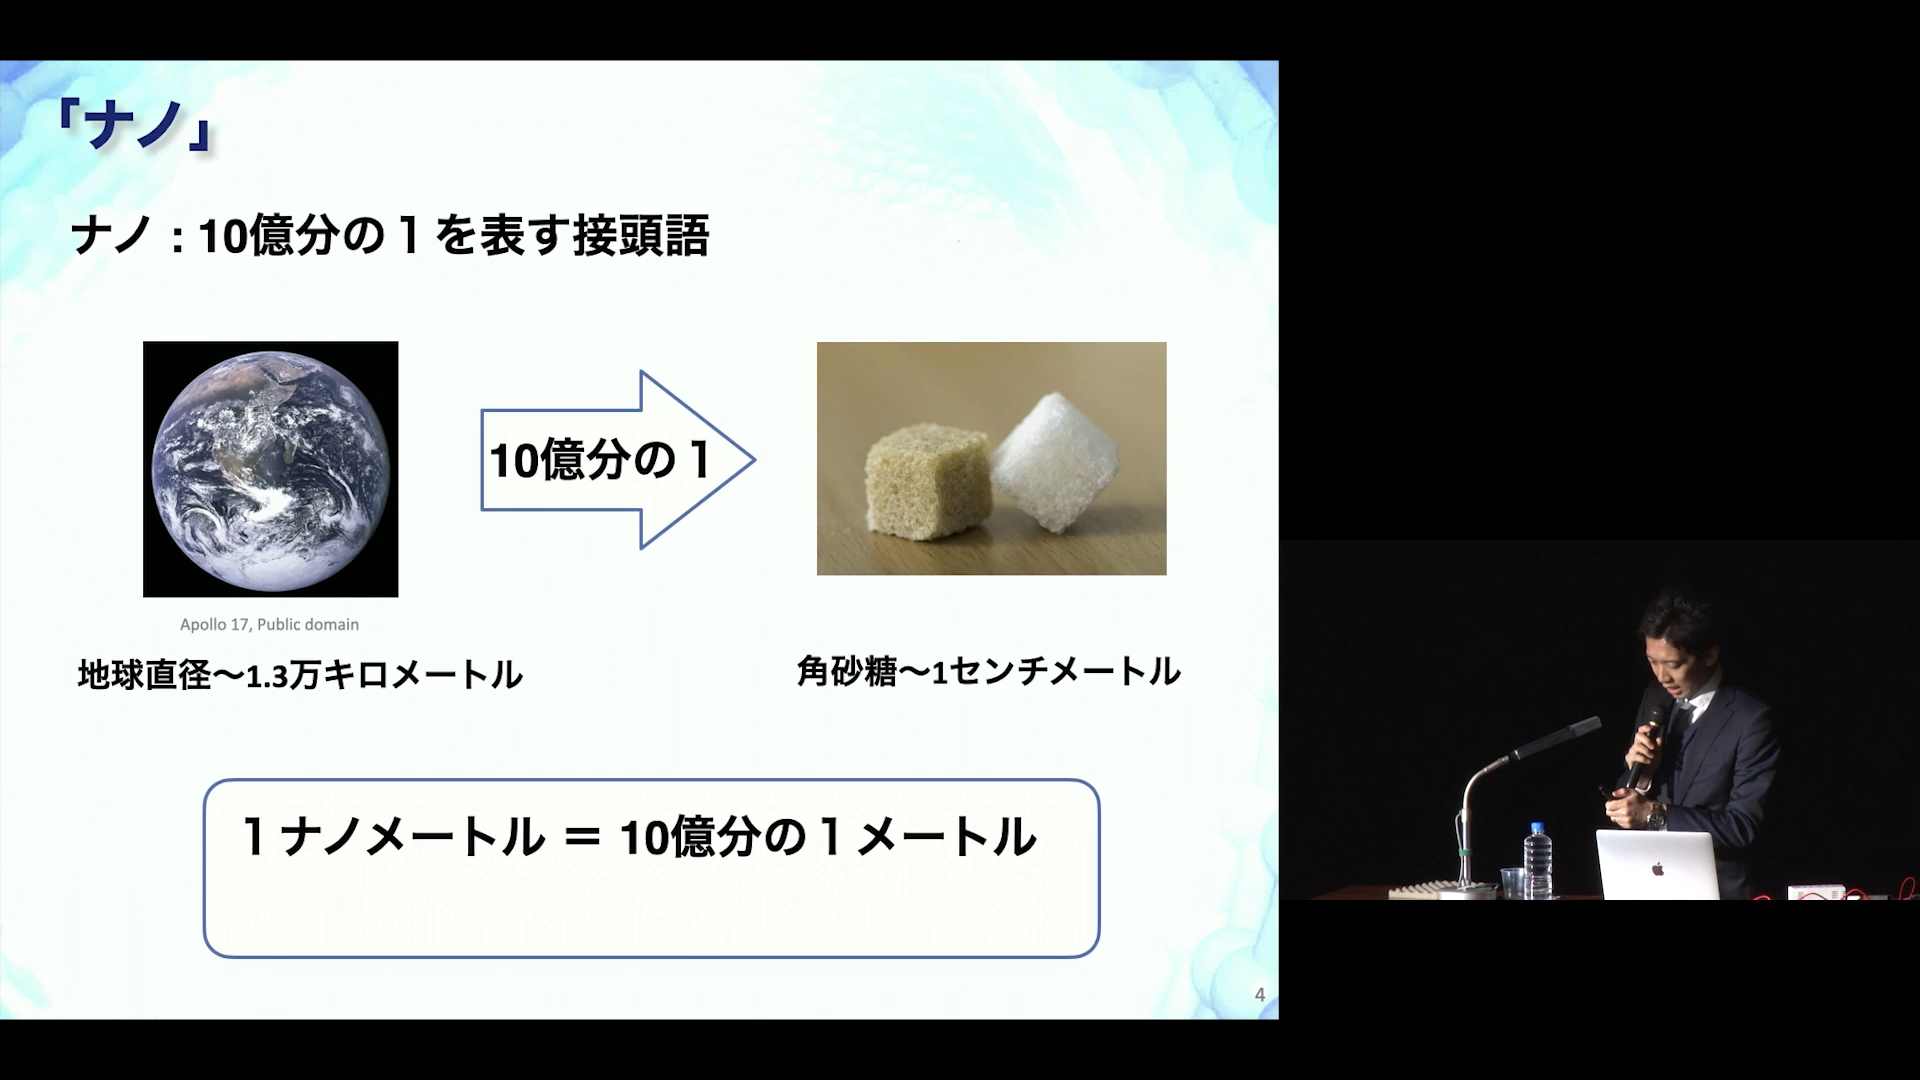 「ナノ」
ナノ：10億分の１を表す接頭語
10億分の１
Apollo 17, Public domain
地球直径～1.3万キロメートル
角砂糖～1センチメートル
１ナノメートル ＝ 10億分の１メートル
4